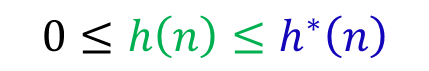 0 ≤ h(n) ≤ h*(n)